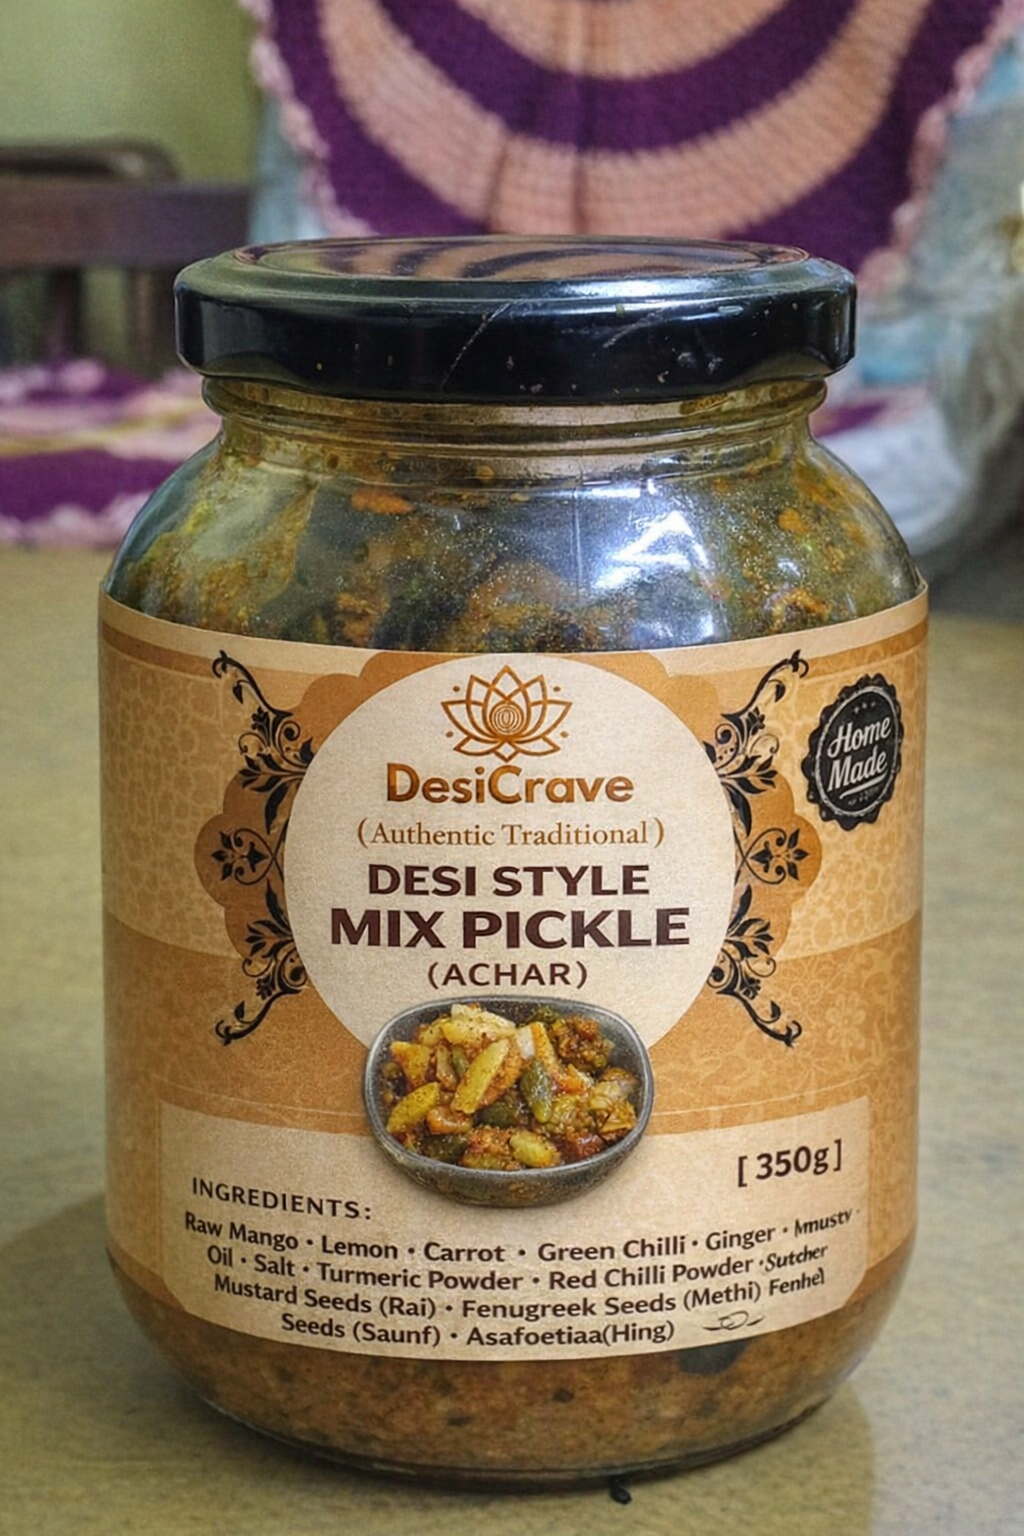 DesiCrave
(Authentic Traditional)
DESI STYLE
MIX PICKLE
(ACHAR)
Home
Made
[350g]
INGREDIENTS:
Raw Mango • Lemon • Carrot • Green Chilli • Ginger •
Oil • Salt • Turmeric Powder • Red Chilli Powder • Sutcher
Mustard Seeds (Rai) • Fenugreek Seeds (Methi) Fenhel
Seeds (Saunf) • Asafoetiaa(Hing)